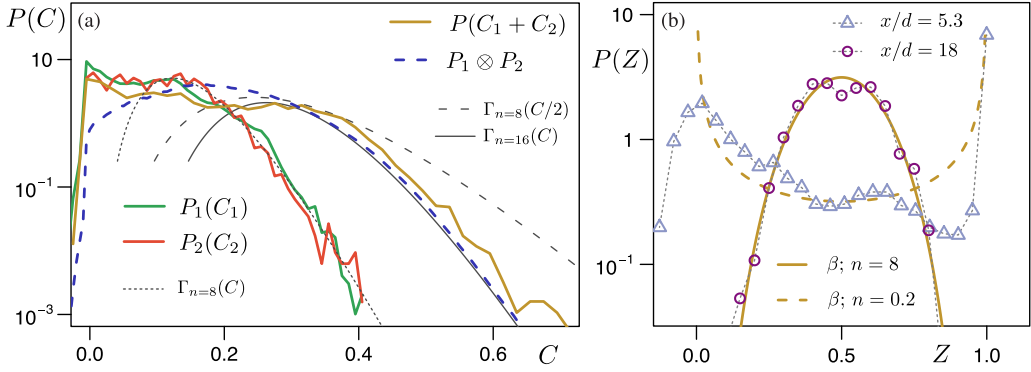 P(C)
(a)
P(C₁ + C₂)
P₁ ⊗ P₂
Γₙ₌₈(C/2)
Γₙ₌₁₆(C)
P₁(C₁)
P₂(C₂)
Γₙ₌₈(C)
10
10⁻¹
10⁻³
0.0 0.2 0.4 0.6
C
(b)
P(Z)
x/d = 5.3
x/d = 18
β; n = 8
β; n = 0.2
10
1
10⁻¹
0.0 0.5 1.0
Z